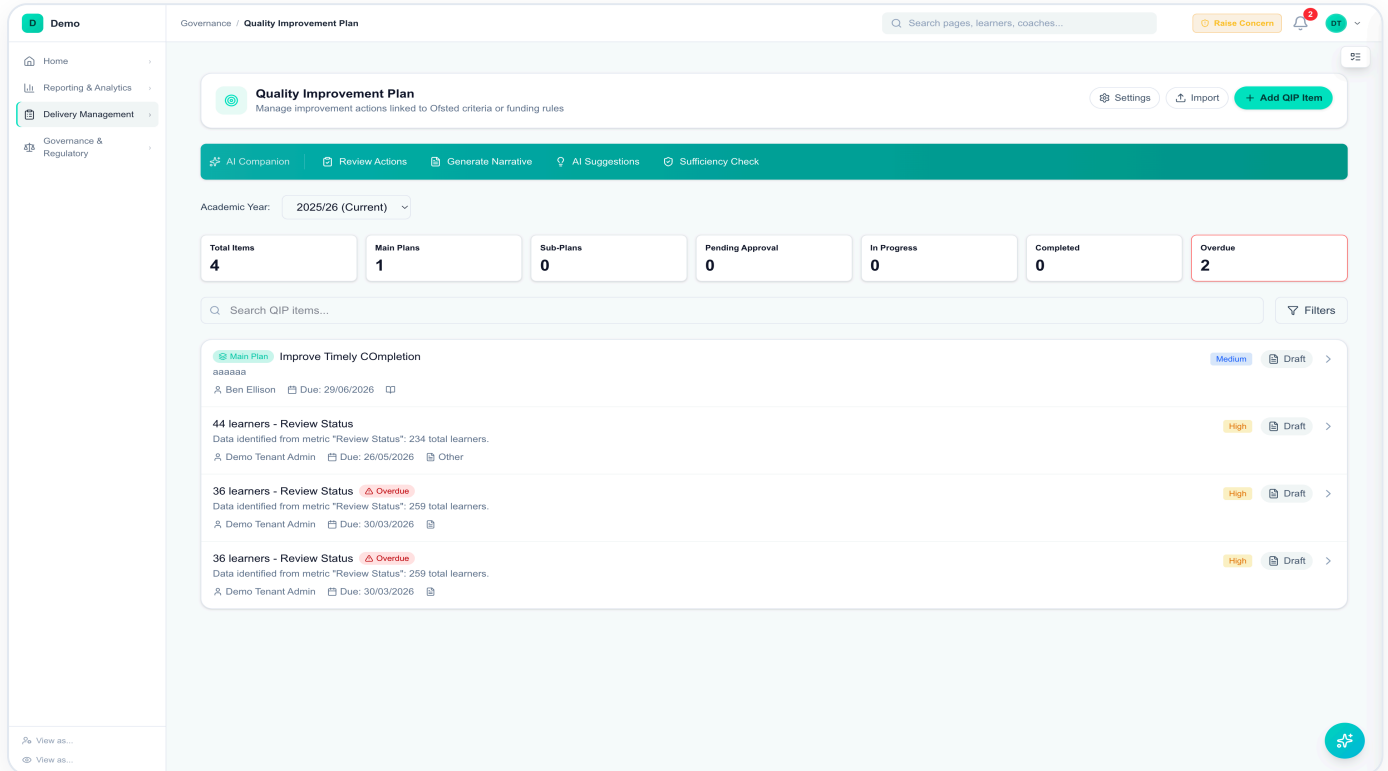 D Demo
Governance / Quality Improvement Plan
Search pages, learners, coaches...
Raise Concern
2
DT
Home
Reporting & Analytics
Delivery Management
Governance &
Regulatory
Quality Improvement Plan
Manage improvement actions linked to Ofsted criteria or funding rules
Settings
Import
+ Add QIP Item
AI Companion
Review Actions
Generate Narrative
AI Suggestions
Sufficiency Check
Academic Year:
2025/26 (Current)
Total Items
4
Main Plans
1
Sub-Plans
0
Pending Approval
0
In Progress
0
Completed
0
Overdue
2
Search QIP items...
Filters
Main Plan Improve Timely COmpletion
Medium Draft
aaaaaa
Ben Ellison Due: 29/06/2026
44 learners - Review Status
High Draft
Data identified from metric "Review Status": 234 total learners.
Demo Tenant Admin Due: 26/05/2026 Other
36 learners - Review Status Overdue
High Draft
Data identified from metric "Review Status": 259 total learners.
Demo Tenant Admin Due: 30/03/2026
36 learners - Review Status Overdue
High Draft
Data identified from metric "Review Status": 259 total learners.
Demo Tenant Admin Due: 30/03/2026
View as...
View as...